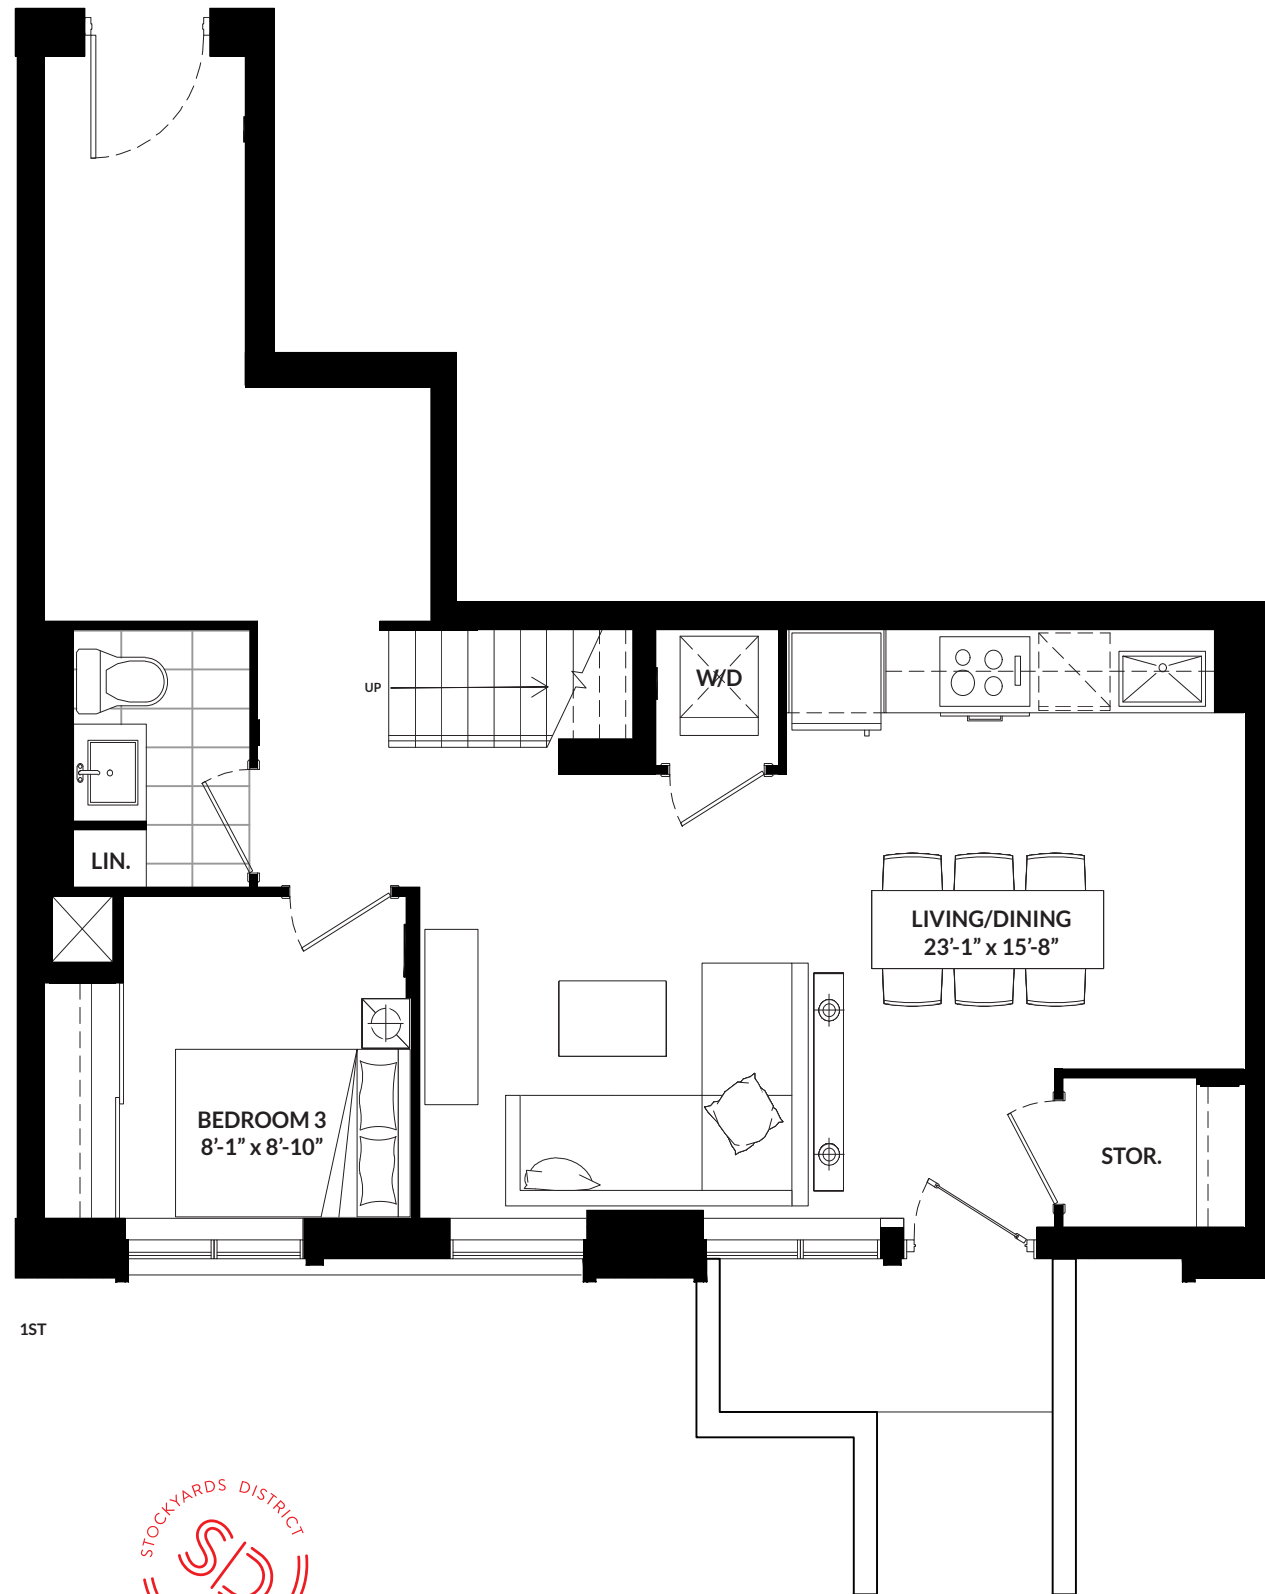 UP
W/D
LIN.
LIVING/DINING
23'-1” x 15'-8”
BEDROOM 3
8'-1” x 8'-10”
STOR.
1ST
STOCKYARDS DISTRICT
SD